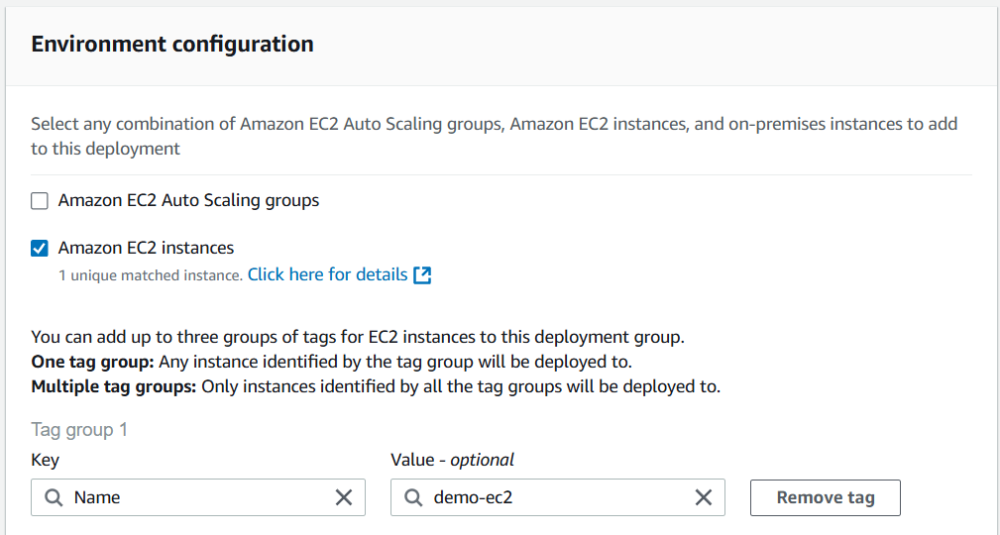 Environment configuration
Select any combination of Amazon EC2 Auto Scaling groups, Amazon EC2 instances, and on-premises instances to add
to this deployment
Amazon EC2 Auto Scaling groups
Amazon EC2 instances
1 unique matched instance. Click here for details
You can add up to three groups of tags for EC2 instances to this deployment group.
One tag group: Any instance identified by the tag group will be deployed to.
Multiple tag groups: Only instances identified by all the tag groups will be deployed to.
Tag group 1
Key Value - optional
Name demo-ec2 Remove tag